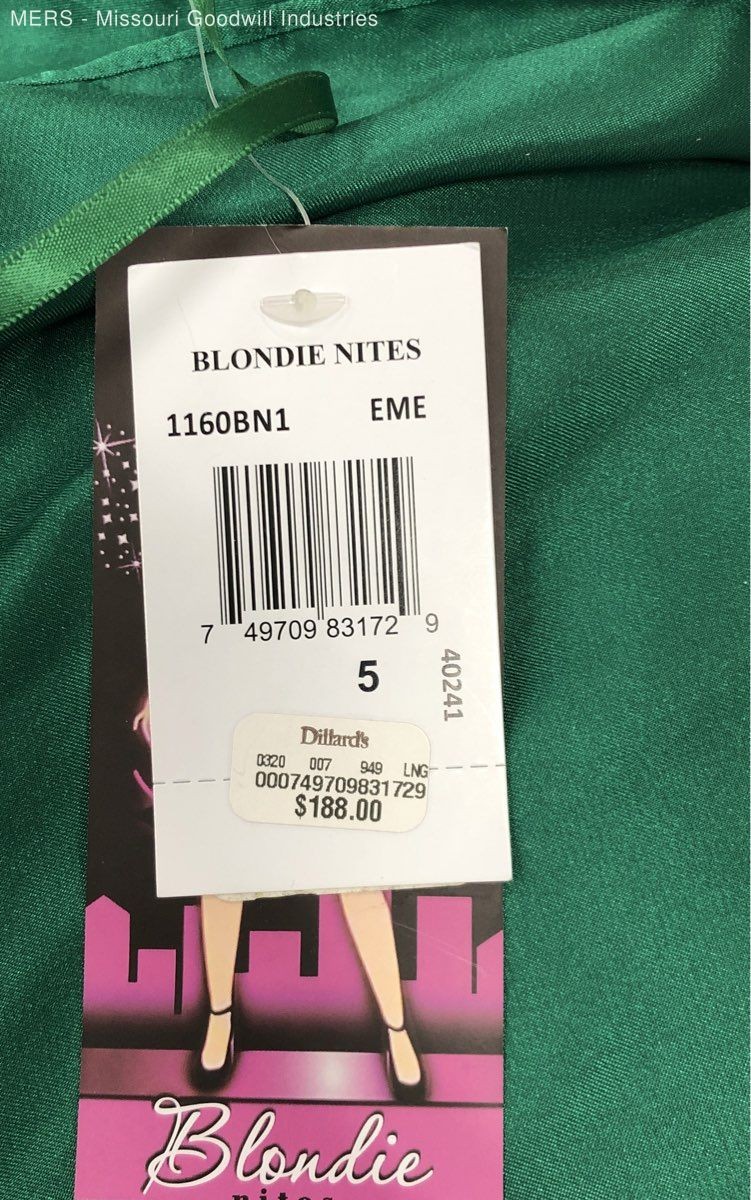 MERS - Missouri Goodwill Industries
BLONDIE NITES
1160BN1 EME
7 49709 83172 9
5
40241
Dillard's
0320 007 949 LNG
000749709831729
$188.00
Blondie
nites